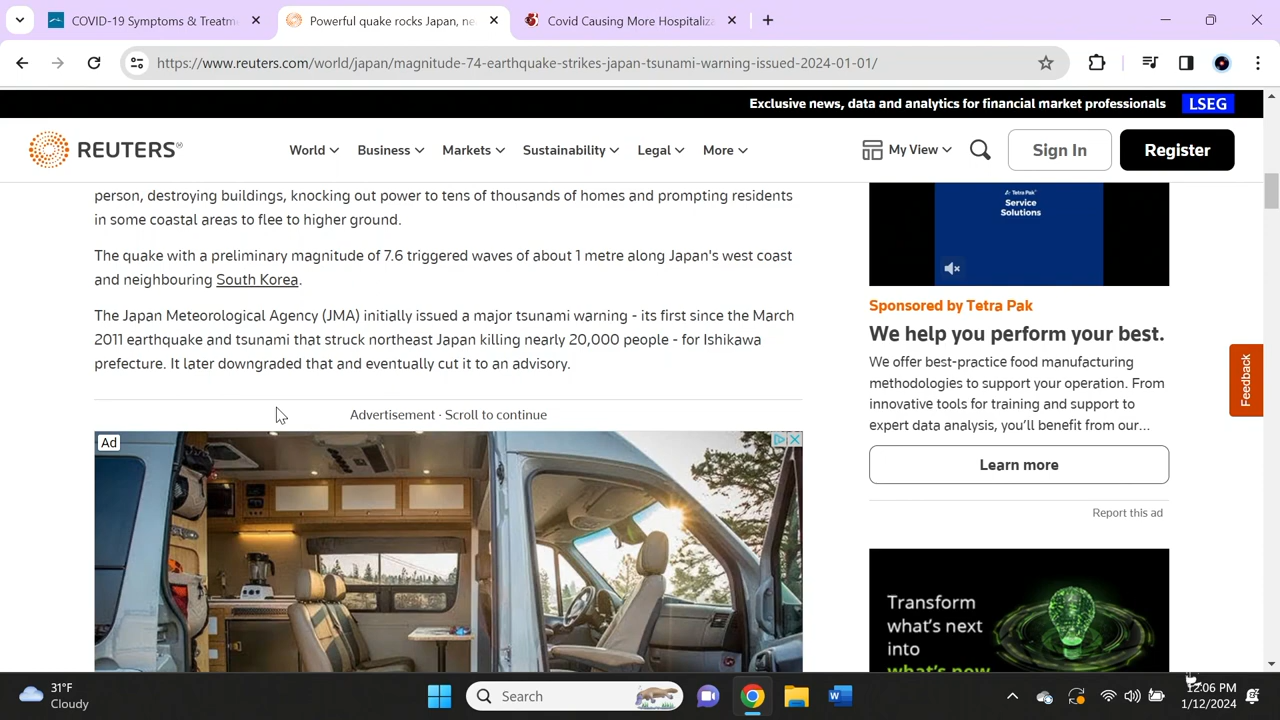 COVID-19 Symptoms & Treatm
Powerful quake rocks Japan, ne
Covid Causing More Hospitaliza
https://www.reuters.com/world/japan/magnitude-74-earthquake-strikes-japan-tsunami-warning-issued-2024-01-01/
Exclusive news, data and analytics for financial market professionals LSEG
REUTERS®
World
Business
Markets
Sustainability
Legal
More
My View
Sign In
Register
person, destroying buildings, knocking out power to tens of thousands of homes and prompting residents
in some coastal areas to flee to higher ground.
The quake with a preliminary magnitude of 7.6 triggered waves of about 1 metre along Japan's west coast
and neighbouring South Korea.
The Japan Meteorological Agency (JMA) initially issued a major tsunami warning - its first since the March
2011 earthquake and tsunami that struck northeast Japan killing nearly 20,000 people - for Ishikawa
prefecture. It later downgraded that and eventually cut it to an advisory.
Advertisement · Scroll to continue
Ad
Tetra Pak
Service
Solutions
Sponsored by Tetra Pak
We help you perform your best.
We offer best-practice food manufacturing
methodologies to support your operation. From
innovative tools for training and support to
expert data analysis, you'll benefit from our...
Learn more
Report this ad
Transform
what's next
into
what's now
Feedback
31°F
Cloudy
Search
12:06 PM
1/12/2024